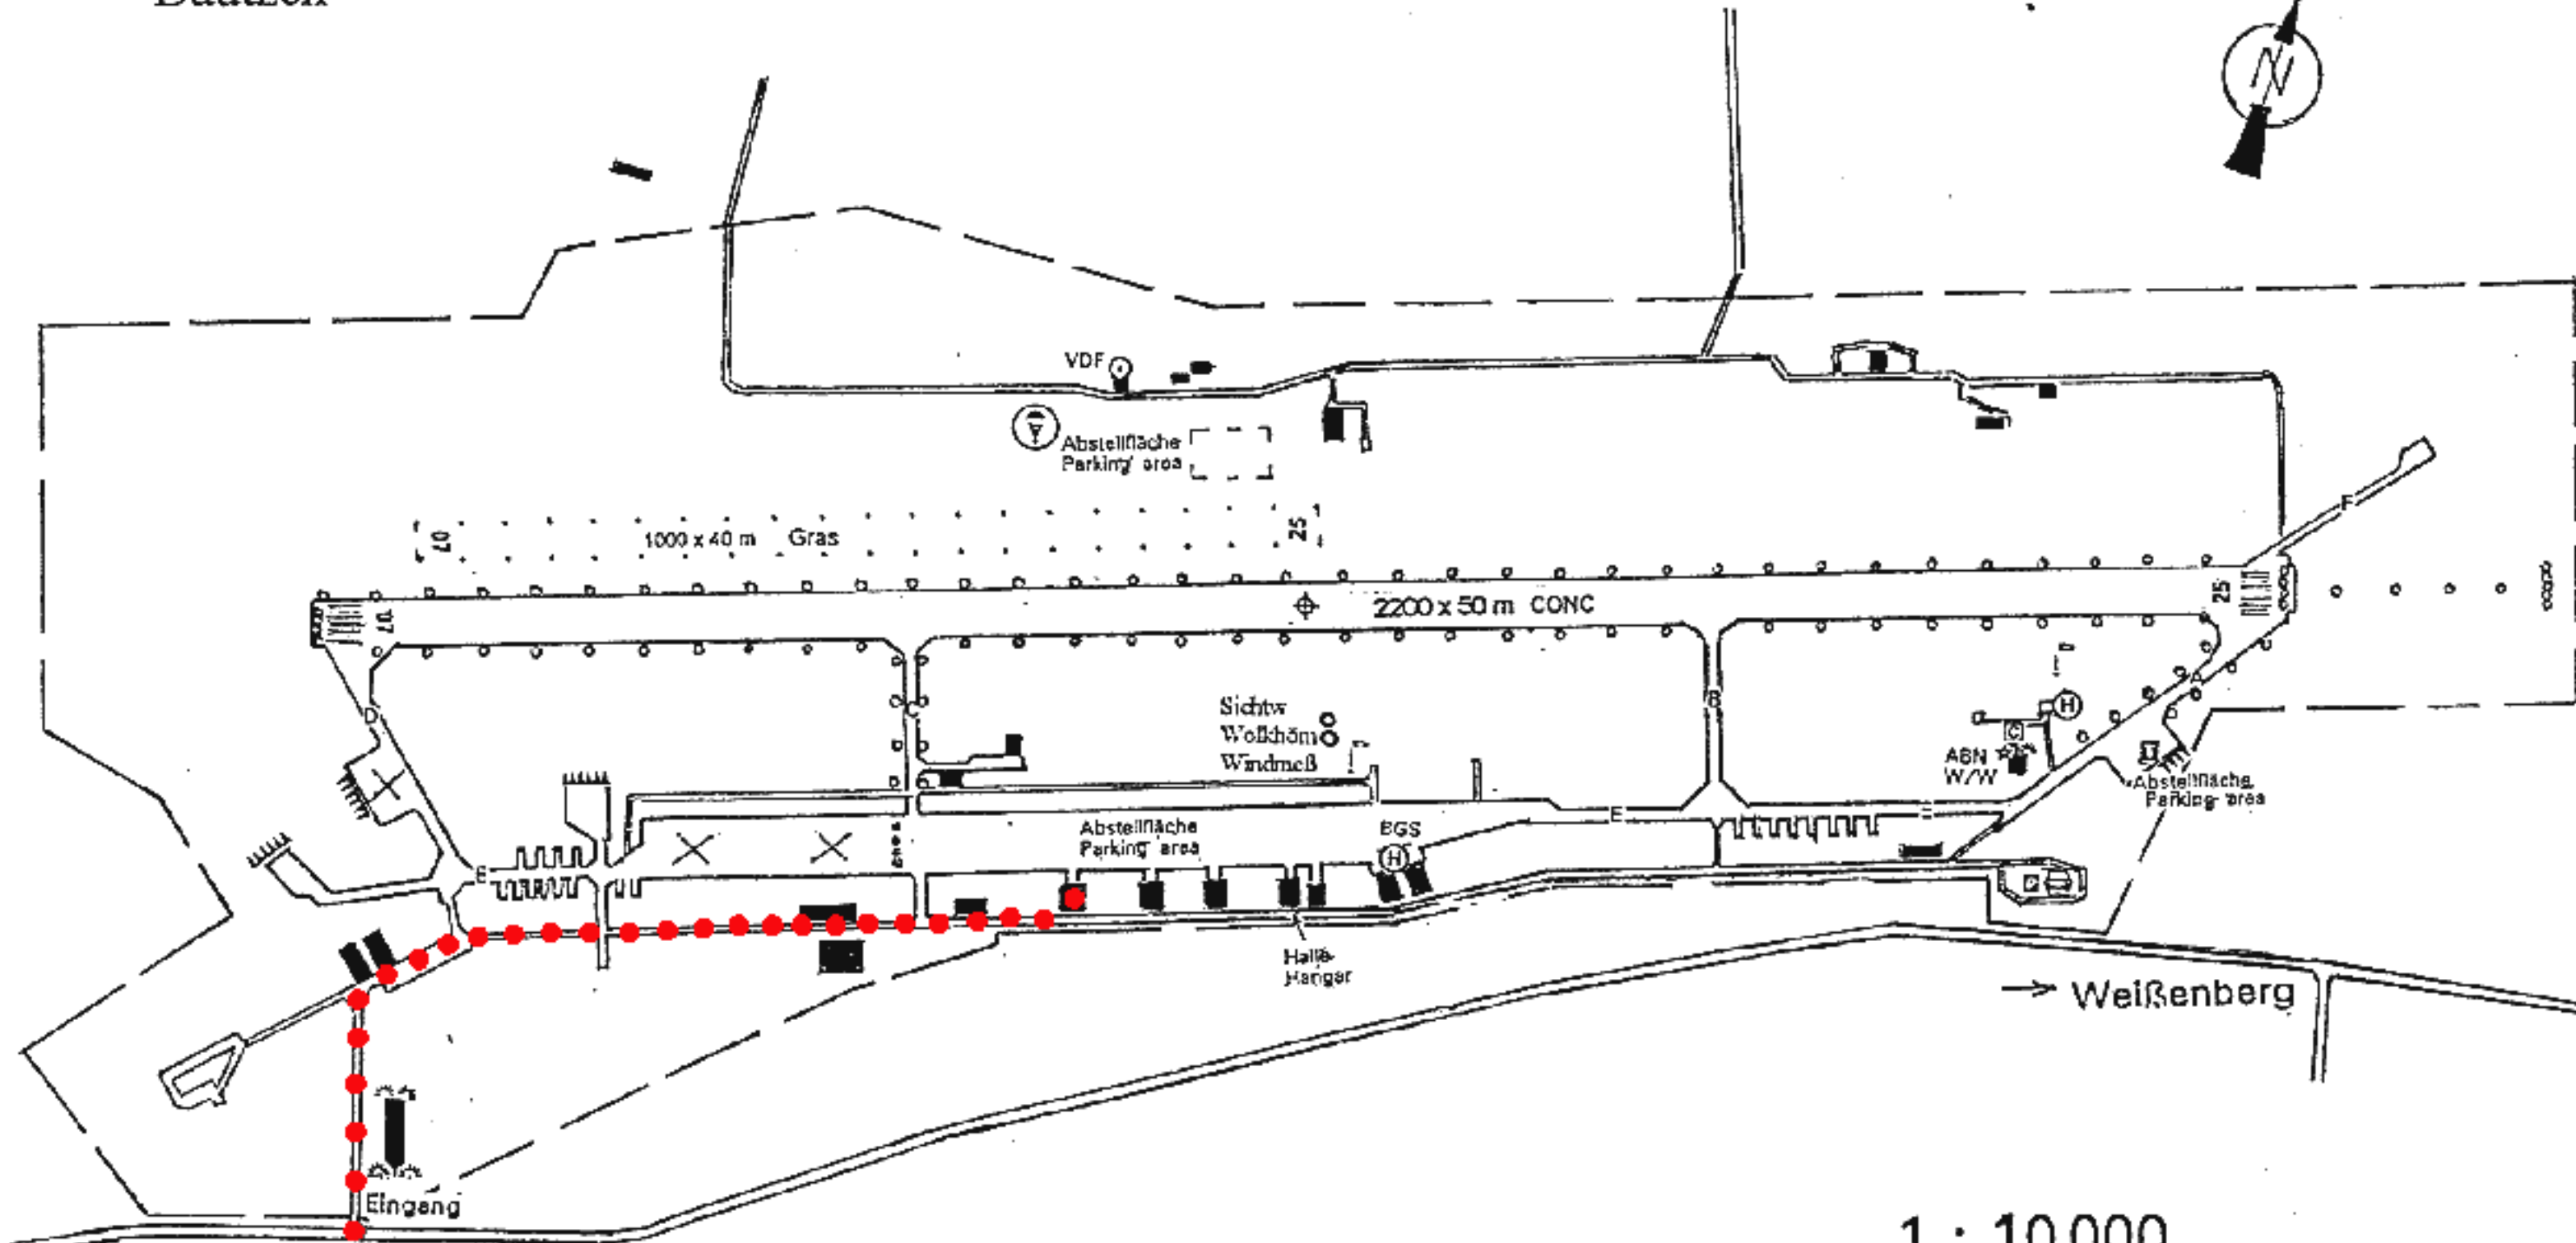 N
VDF
Abstellfläche
Parking area
07
1000 x 40 m Gras
25
F
07
2200 x 50 m CONC
25
A
D
C
B
Sichtw
Wolkhöm
Windmeß
H
C
ABN
W/W
Abstellfläche
Parking area
E
E
Abstellfläche
Parking area
BGS
H
E
Halle
Hangar
Weißenberg
Eingang
1 : 10 000